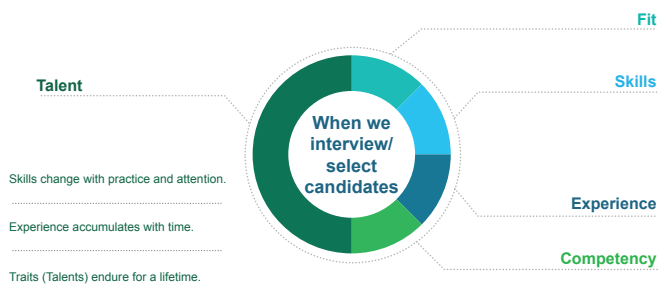 Fit
Talent
Skills
When we
interview/
select
candidates
Skills change with practice and attention.
Experience
Experience accumulates with time.
Competency
Traits (Talents) endure for a lifetime.